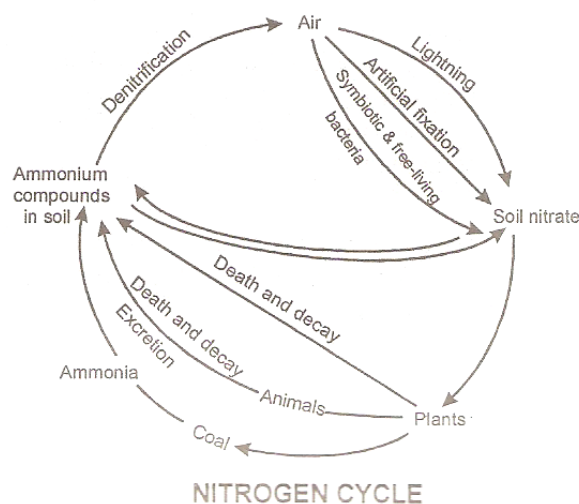 Air
Denitrification
Lightning
Artificial fixation
Symbiotic & free-living
bacteria
Ammonium
compounds
in soil
Soil nitrate
Death and decay
Death and decay
Excretion
Ammonia
Animals
Plants
Coal
NITROGEN CYCLE